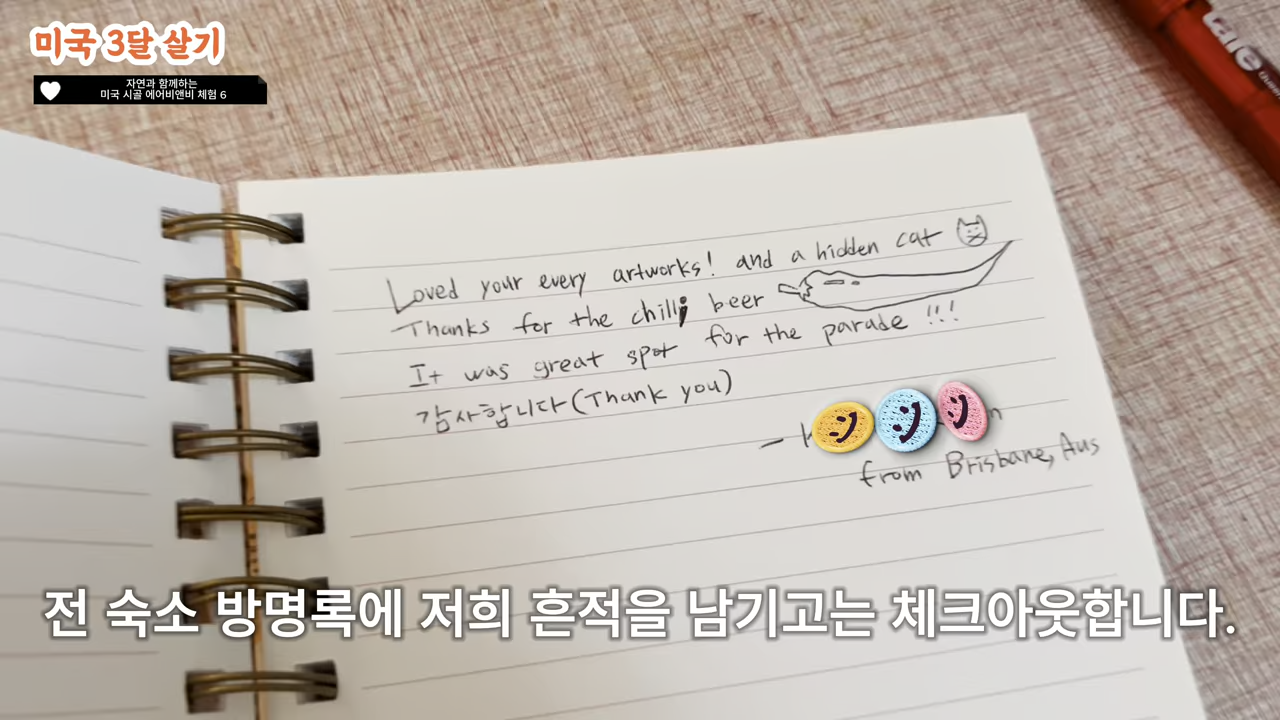 미국 3달 살기
자연과 함께하는
미국 시골 에어비앤비 체험 6
Loved your every artworks! and a hidden cat
Thanks for the chilli beer
It was great spot for the parade !!!
감사합니다(Thank you)
from Brisbane, Aus
전 숙소 방명록에 저희 흔적을 남기고는 체크아웃합니다.